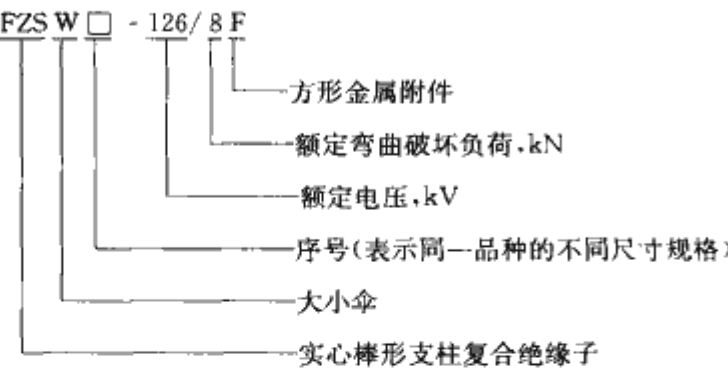 FZS W □ - 126/8 F
方形金属附件
额定弯曲破坏负荷,kN
额定电压,kV
序号(表示同一品种的不同尺寸规格)
大小伞
实心棒形支柱复合绝缘子